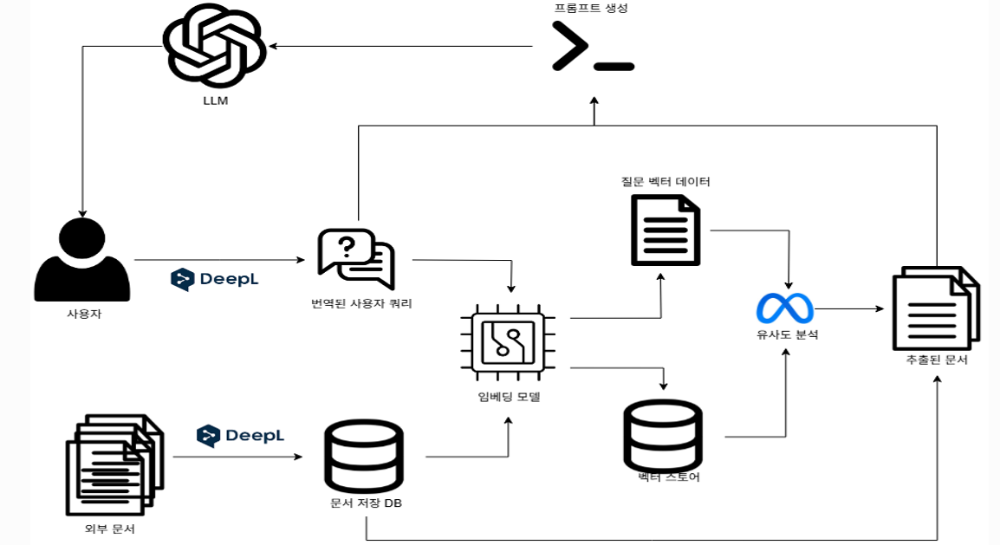 프롬프트 생성
LLM
질문 벡터 데이터
DeepL
사용자
번역된 사용자 쿼리
유사도 분석
추출된 문서
임베딩 모델
DeepL
벡터 스토어
문서 저장 DB
외부 문서